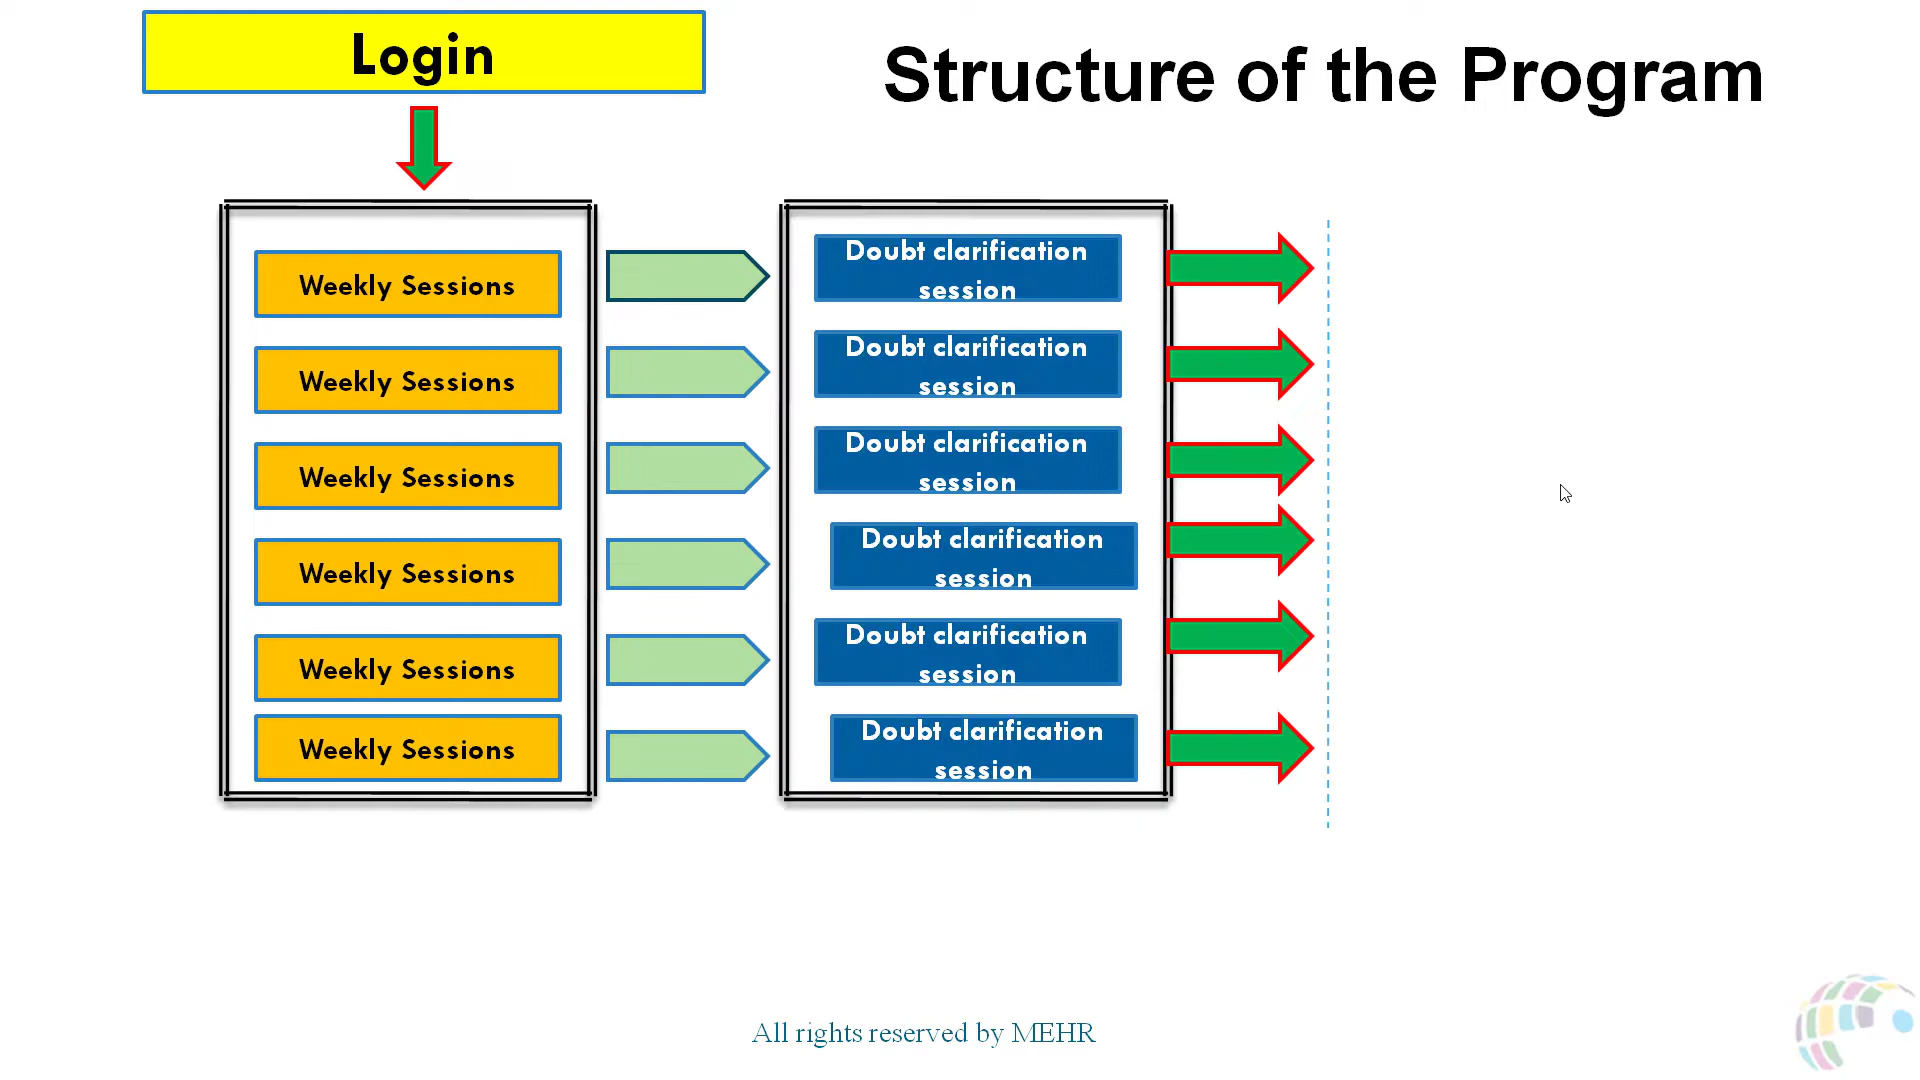 Login
Structure of the Program
Weekly Sessions
Doubt clarification
session
Weekly Sessions
Doubt clarification
session
Weekly Sessions
Doubt clarification
session
Weekly Sessions
Doubt clarification
session
Weekly Sessions
Doubt clarification
session
Weekly Sessions
Doubt clarification
session
All rights reserved by MEHR